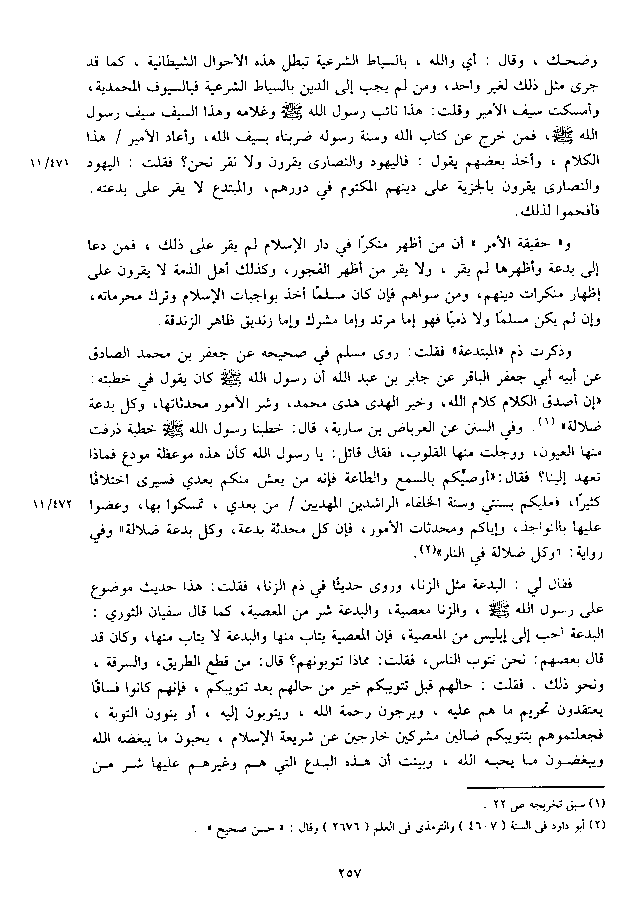 وضحك ، وقال : أي والله ، بالسياط الشرعية تبطل هذه الأحوال الشيطانية ، كما قد
جرى مثل ذلك لغير واحد، ومن لم يجب إلى الدين بالسياط الشرعية فبالسيوف المحمدية،
وأمسكت سيف الأمير وقلت: هذا نائب رسول الله ﷺ وغلامه وهذا السيف سيف رسول
الله ﷺ، فمن خرج عن كتاب الله وسنة رسوله ضربناه بسيف الله، وأعاد الأمير / هذا
الكلام ، وأخذ بعضهم يقول : فاليهود والنصارى يقرون ولا نقر نحن؟ فقلت : اليهود ١١/٤٧١
والنصارى يقرون بالجزية على دينهم المكتوم في دورهم، والمبتدع لا يقر على بدعته.
فأفحموا لذلك.
و« حقيقة الأمر » أن من أظهر منكرًا في دار الإسلام لم يقر على ذلك ، فمن دعا
إلى بدعة وأظهرها لم يقر ، ولا يقر من أظهر الفجور، وكذلك أهل الذمة لا يقرون على
إظهار منكرات دينهم، ومن سواهم فإن كان مسلمًا أخذ بواجبات الإسلام وترك محرماته،
وإن لم يكن مسلمًا ولا ذميًا فهو إما مرتد وإما مشرك وإما زنديق ظاهر الزندقة.
وذكرت ذم «المبتدعة» فقلت: روى مسلم في صحيحه عن جعفر بن محمد الصادق
عن أبيه أبي جعفر الباقر عن جابر بن عبد الله أن رسول الله ﷺ كان يقول في خطبته:
«إن أصدق الكلام كلام الله، وخير الهدى هدى محمد، وشر الأمور محدثاتها، وكل بدعة
ضلالة» (١). وفي السنن عن العرباض بن سارية، قال: خطبنا رسول الله ﷺ خطبة ذرفت
منها العيون، ووجلت منها القلوب، فقال قائل: يا رسول الله كأن هذه موعظة مودع فماذا
تعهد إلينا؟ فقال: «أوصيكم بالسمع والطاعة فإنه من يعش منكم بعدي فسيرى اختلافًا
كثيرًا، فعليكم بسنتي وسنة الخلفاء الراشدين المهديين / من بعدي ، تمسكوا بها، وعضوا ١١/٤٧٢
عليها بالنواجذ، وإياكم ومحدثات الأمور، فإن كل محدثة بدعة، وكل بدعة ضلالة» وفي
رواية: «وكل ضلالة في النار»(٢).
فقال لي : البدعة مثل الزنا، وروى حديثًا في ذم الزنا، فقلت: هذا حديث موضوع
على رسول الله ﷺ ، والزنا معصية، والبدعة شر من المعصية، كما قال سفيان الثوري :
البدعة أحب إلى إبليس من المعصية، فإن المعصية يتاب منها والبدعة لا يتاب منها، وكان قد
قال بعضهم: نحن نتوب الناس، فقلت: مماذا تتوبونهم؟ قال: من قطع الطريق، والسرقة ،
ونحو ذلك . فقلت : حالهم قبل تتويبكم خير من حالهم بعد تتويبكم ، فإنهم كانوا فساقًا
يعتقدون تحريم ما هم عليه ، ويرجون رحمة الله ، ويتوبون إليه ، أو ينوون التوبة ،
فجعلتموهم بتتويبكم ضالين مشركين خارجين عن شريعة الإسلام ، يحبون ما يبغضه الله
ويبغضون ما يحبه الله ، وبينت أن هذه البدع التي هم وغيرهم عليها شر من
(١) سبق تخريجه ص ٢٢ .
(٢) أبو داود فى السنة (٤٦٠٧) والترمذى فى العلم (٢٦٧٦) وقال : « حسن صحيح » .
٢٥٧